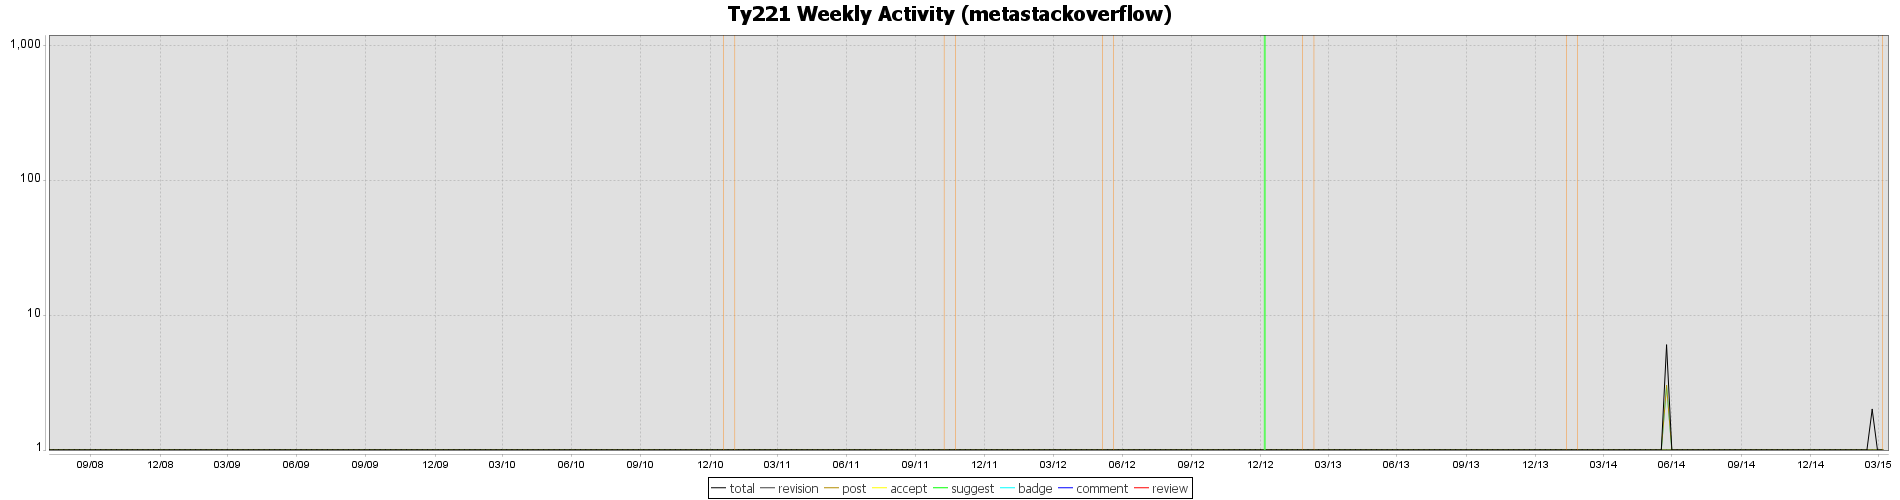 Ty221 Weekly Activity (metastackoverflow)
1,000
100
10
1
09/08 12/08 03/09 06/09 09/09 12/09 03/10 06/10 09/10 12/10 03/11 06/11 09/11 12/11 03/12 06/12 09/12 12/12 03/13 06/13 09/13 12/13 03/14 06/14 09/14 12/14 03/15
total revision post accept suggest badge comment review